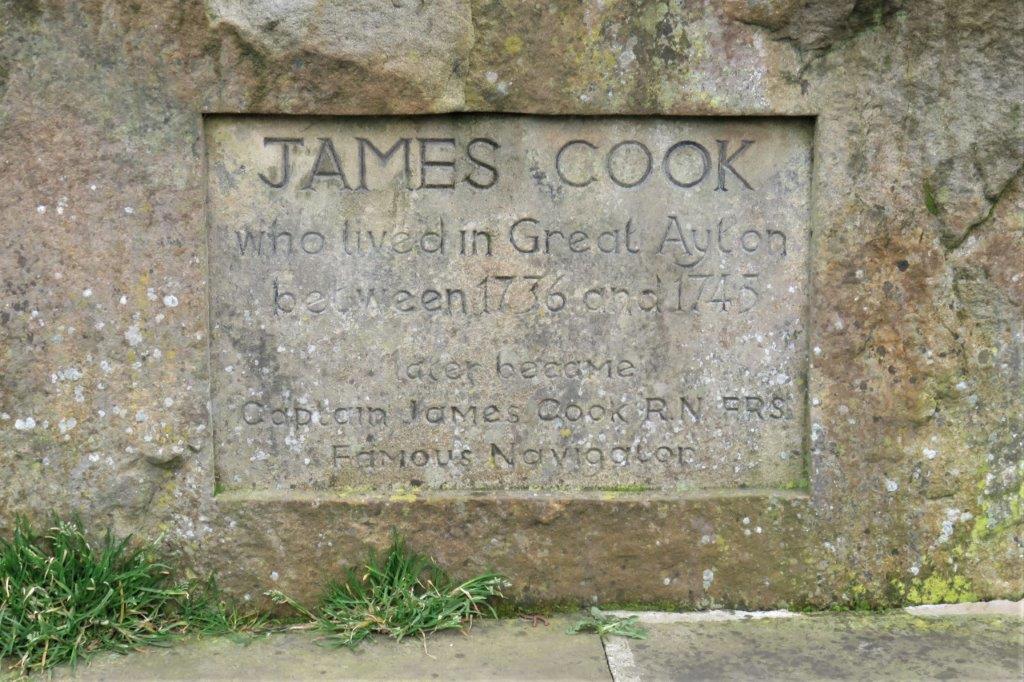 JAMES COOK
who lived in Great Ayton
between 1736 and 1745
later became
Captain James Cook R.N. FRS.
Famous Navigator